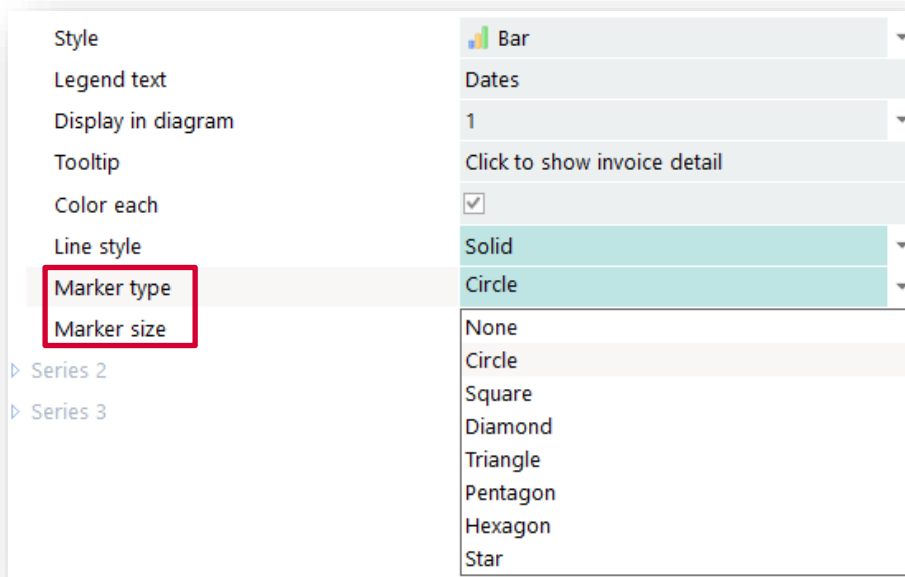 Style Bar
Legend text Dates
Display in diagram 1
Tooltip Click to show invoice detail
Color each
Line style Solid
Marker type Circle
Marker size None
Circle
Series 2
Square
Series 3
Diamond
Triangle
Pentagon
Hexagon
Star